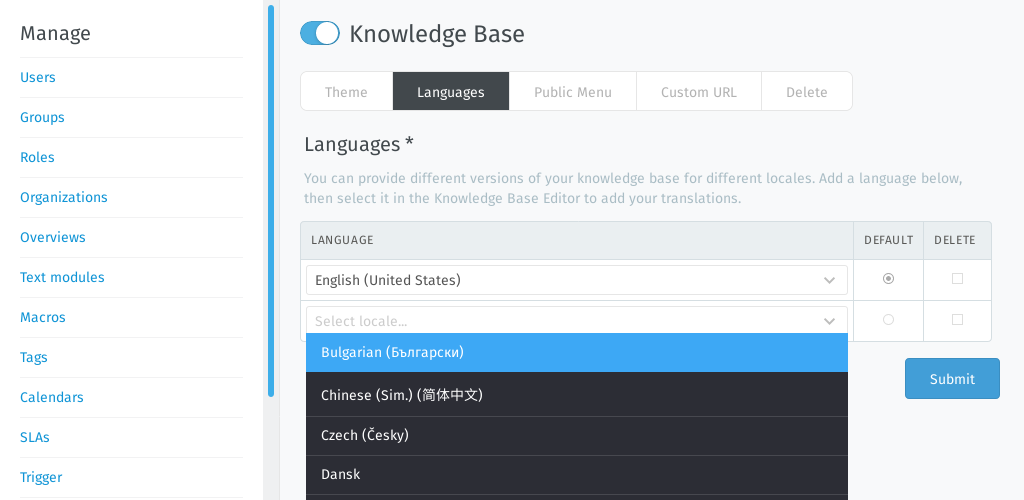 Manage
Users
Groups
Roles
Organizations
Overviews
Text modules
Macros
Tags
Calendars
SLAs
Trigger
Knowledge Base
Theme
Languages
Public Menu
Custom URL
Delete
Languages *
You can provide different versions of your knowledge base for different locales. Add a language below,
then select it in the Knowledge Base Editor to add your translations.
LANGUAGE DEFAULT DELETE
English (United States)
Select locale...
Bulgarian (Български)
Chinese (Sim.) (简体中文)
Czech (Česky)
Dansk
Submit